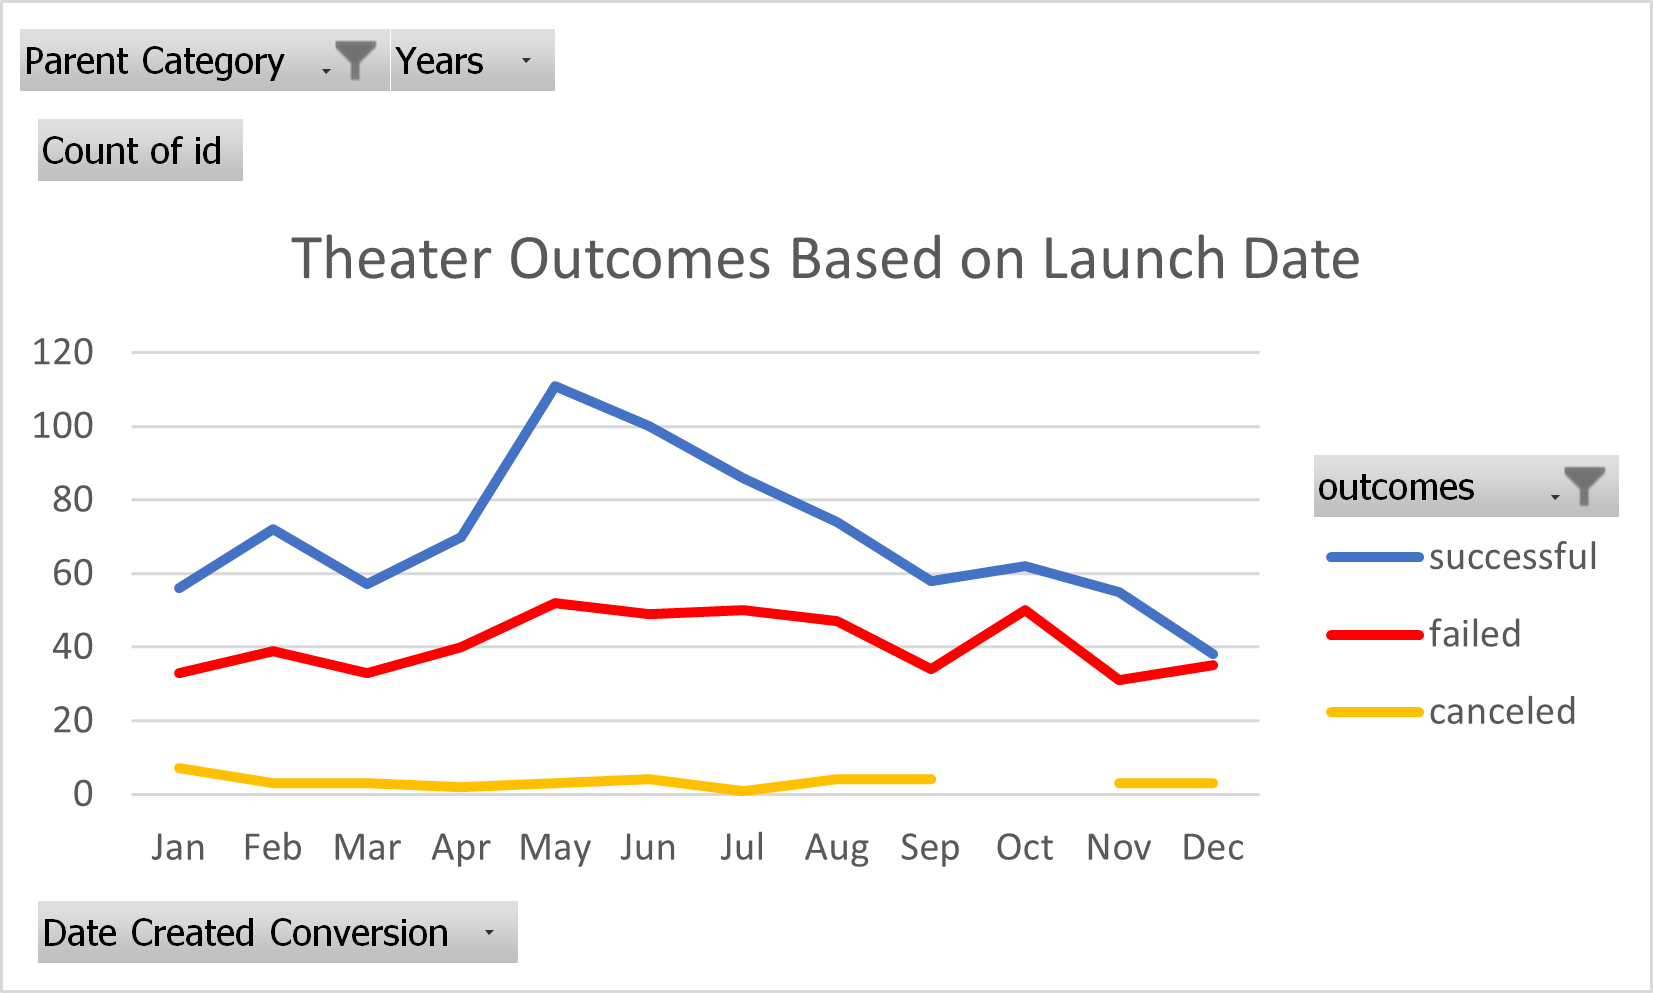 Parent Category Years
Count of id
Theater Outcomes Based on Launch Date
120
100
80
60
40
20
0
Jan Feb Mar Apr May Jun Jul Aug Sep Oct Nov Dec
outcomes
successful
failed
canceled
Date Created Conversion